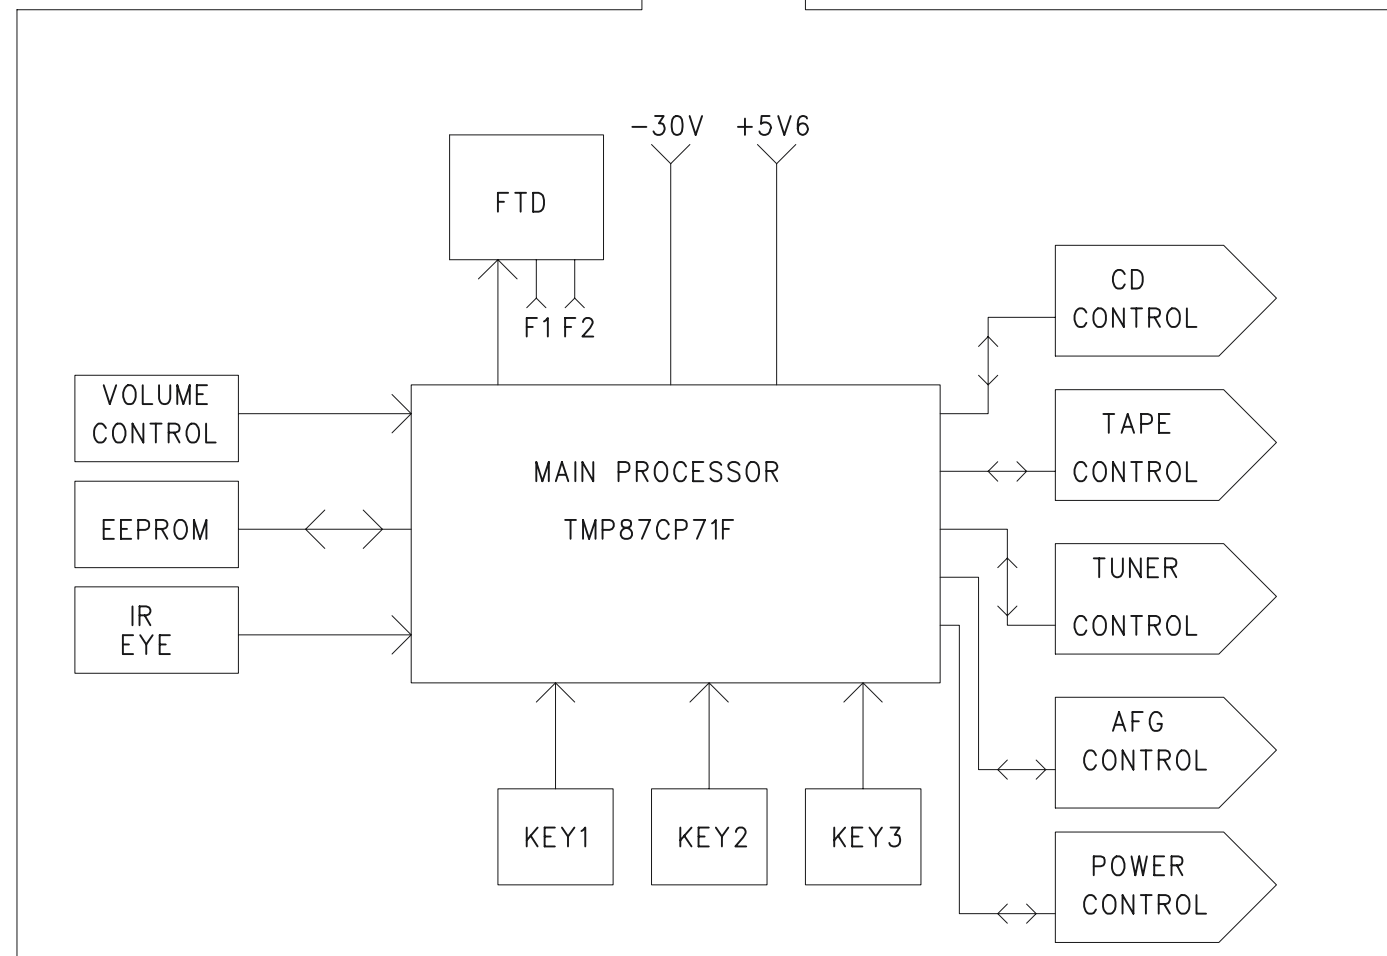 -30V +5V6
FTD
F1 F2
CD
CONTROL
VOLUME
CONTROL
TAPE
CONTROL
MAIN PROCESSOR
TMP87CP71F
EEPROM
TUNER
CONTROL
IR
EYE
AFG
CONTROL
KEY1
KEY2
KEY3
POWER
CONTROL